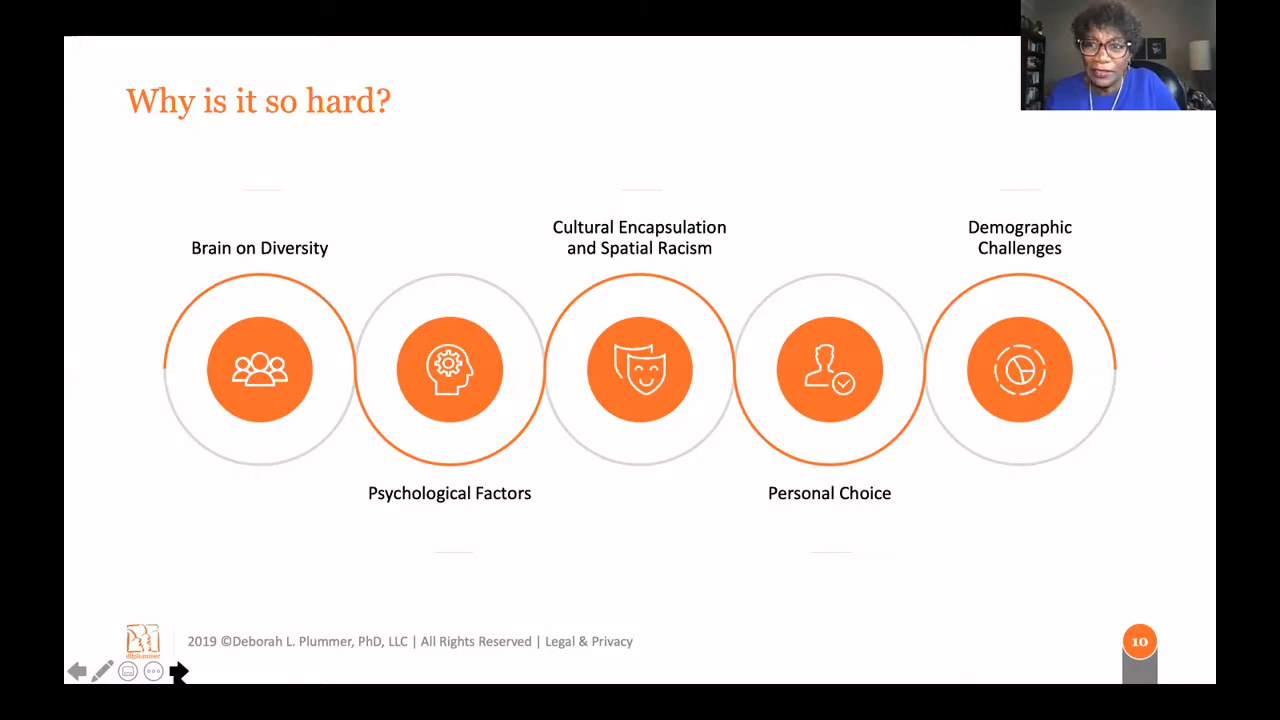 Why is it so hard?
Brain on Diversity
Cultural Encapsulation
and Spatial Racism
Demographic
Challenges
Psychological Factors
Personal Choice
dlplummer
2019 ©Deborah L. Plummer, PhD, LLC | All Rights Reserved | Legal & Privacy
10